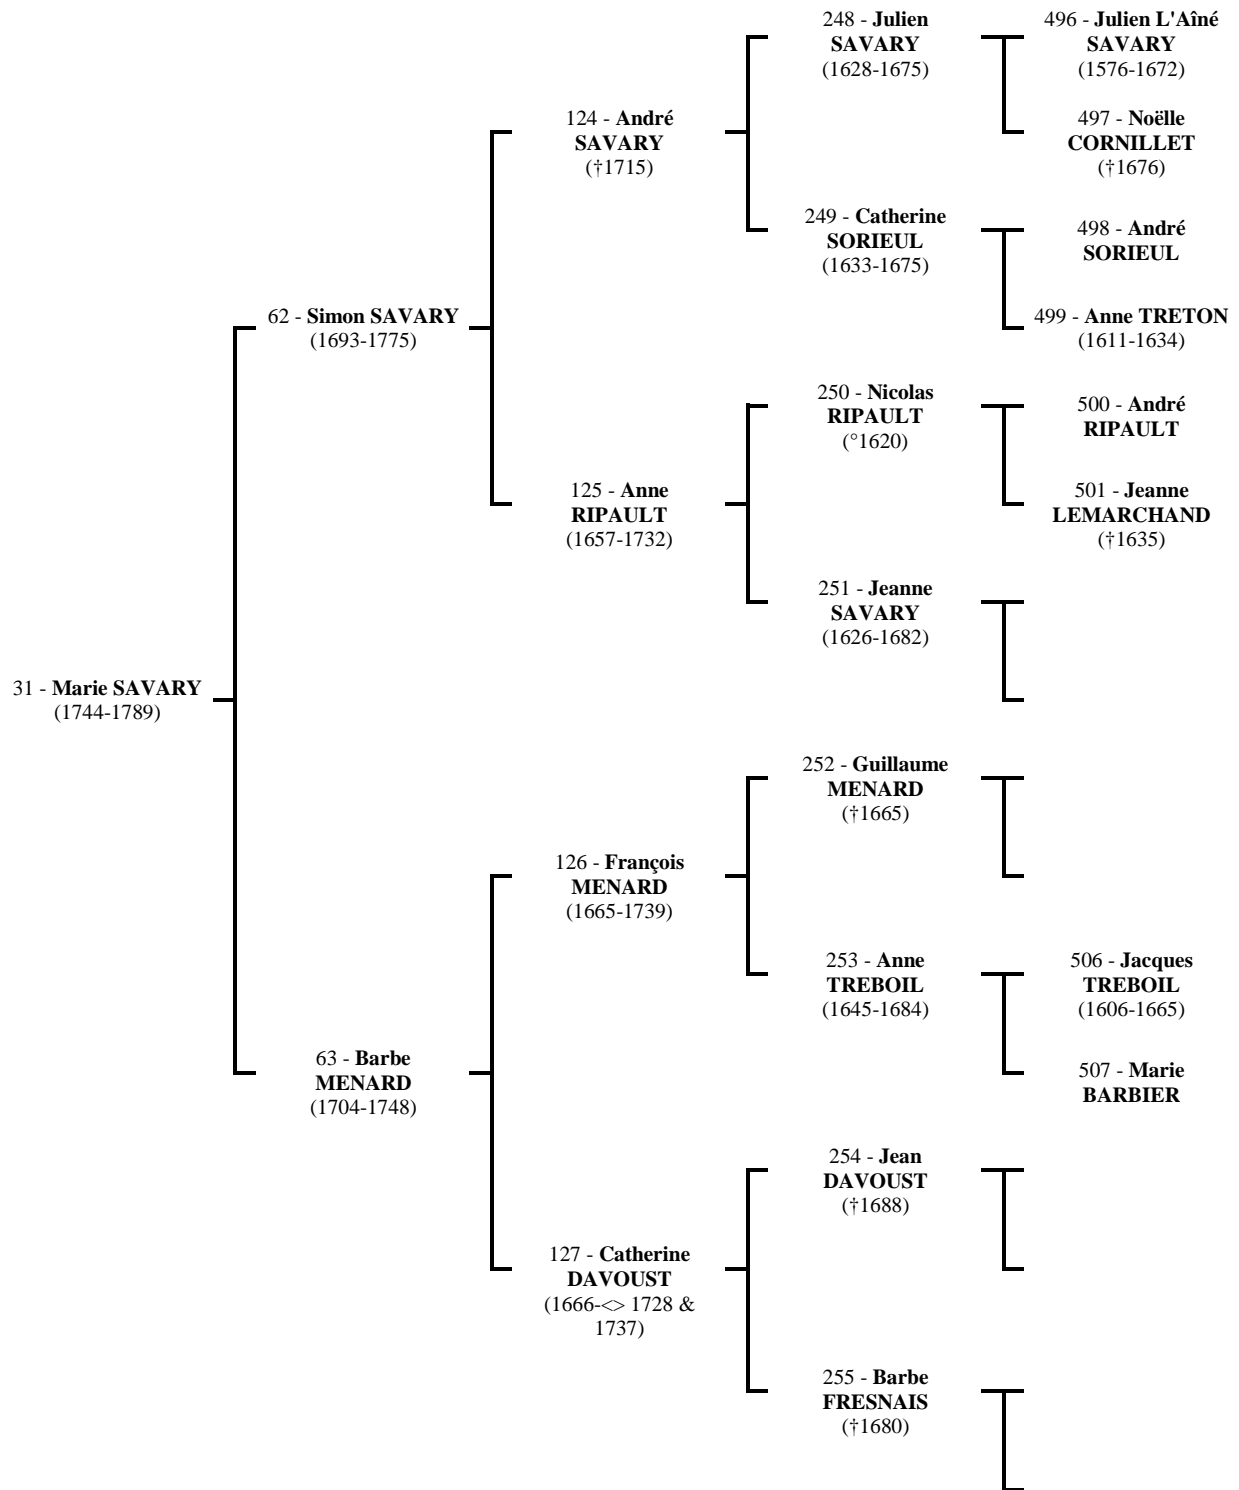 248 - Julien
SAVARY
(1628-1675)
496 - Julien L'Aîné
SAVARY
(1576-1672)
124 - André
SAVARY
(†1715)
497 - Noëlle
CORNILLET
(†1676)
249 - Catherine
SORIEUL
(1633-1675)
498 - André
SORIEUL
62 - Simon SAVARY
(1693-1775)
499 - Anne TRETON
(1611-1634)
250 - Nicolas
RIPAULT
(°1620)
500 - André
RIPAULT
125 - Anne
RIPAULT
(1657-1732)
501 - Jeanne
LEMARCHAND
(†1635)
251 - Jeanne
SAVARY
(1626-1682)
31 - Marie SAVARY
(1744-1789)
252 - Guillaume
MENARD
(†1665)
126 - François
MENARD
(1665-1739)
253 - Anne
TREBOIL
(1645-1684)
506 - Jacques
TREBOIL
(1606-1665)
63 - Barbe
MENARD
(1704-1748)
507 - Marie
BARBIER
254 - Jean
DAVOUST
(†1688)
127 - Catherine
DAVOUST
(1666-<> 1728 &
1737)
255 - Barbe
FRESNAIS
(†1680)